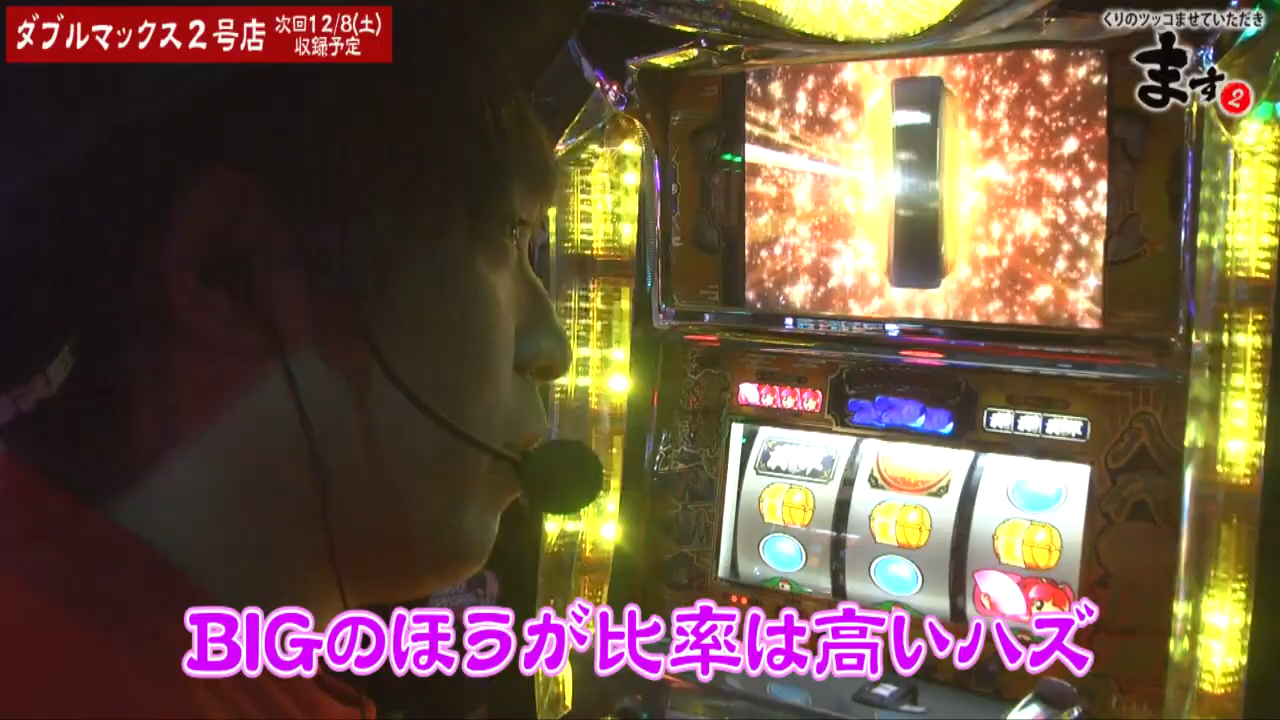 ダブルマックス２号店
次回12/8(土)
収録予定
くりのツッコませていただき
ます2
BIGのほうが比率は高いハズ